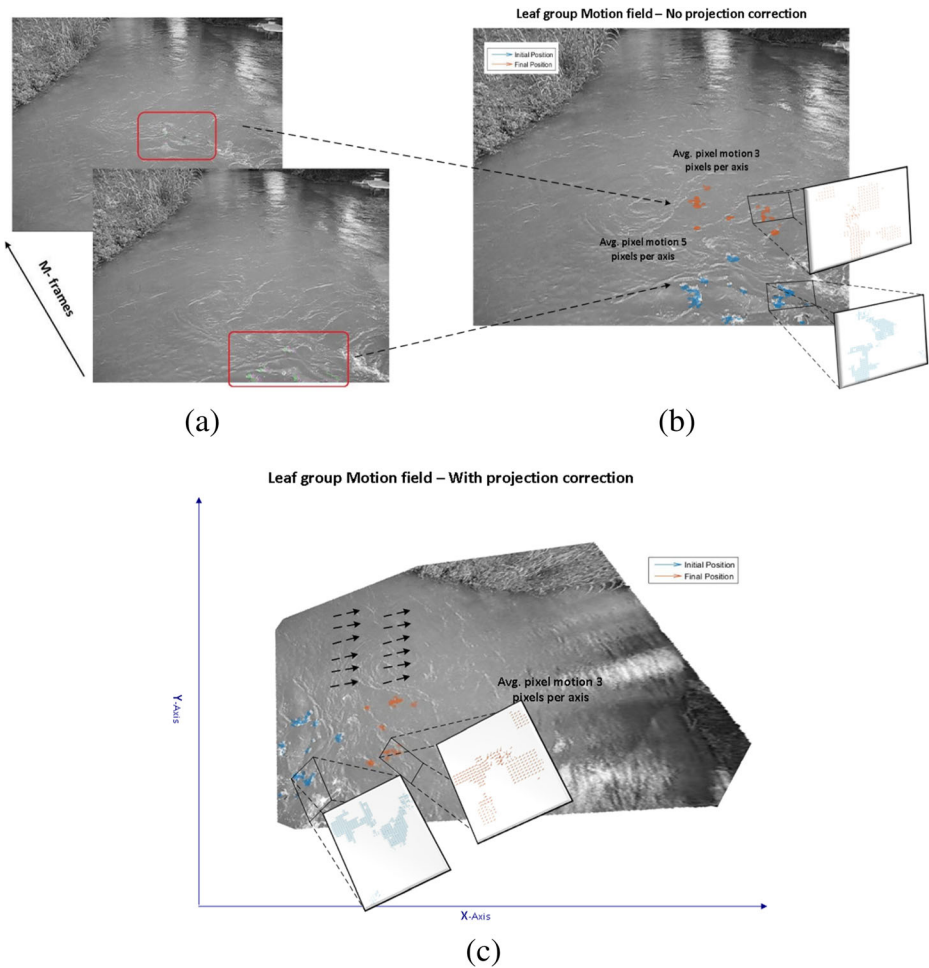 Leaf group Motion field – No projection correction
Initial Position
Final Position
Avg. pixel motion 3
pixels per axis
Avg. pixel motion 5
pixels per axis
M- frames
(a)
(b)
Leaf group Motion field – With projection correction
Initial Position
Final Position
Avg. pixel motion 3
pixels per axis
Y-Axis
X-Axis
(c)